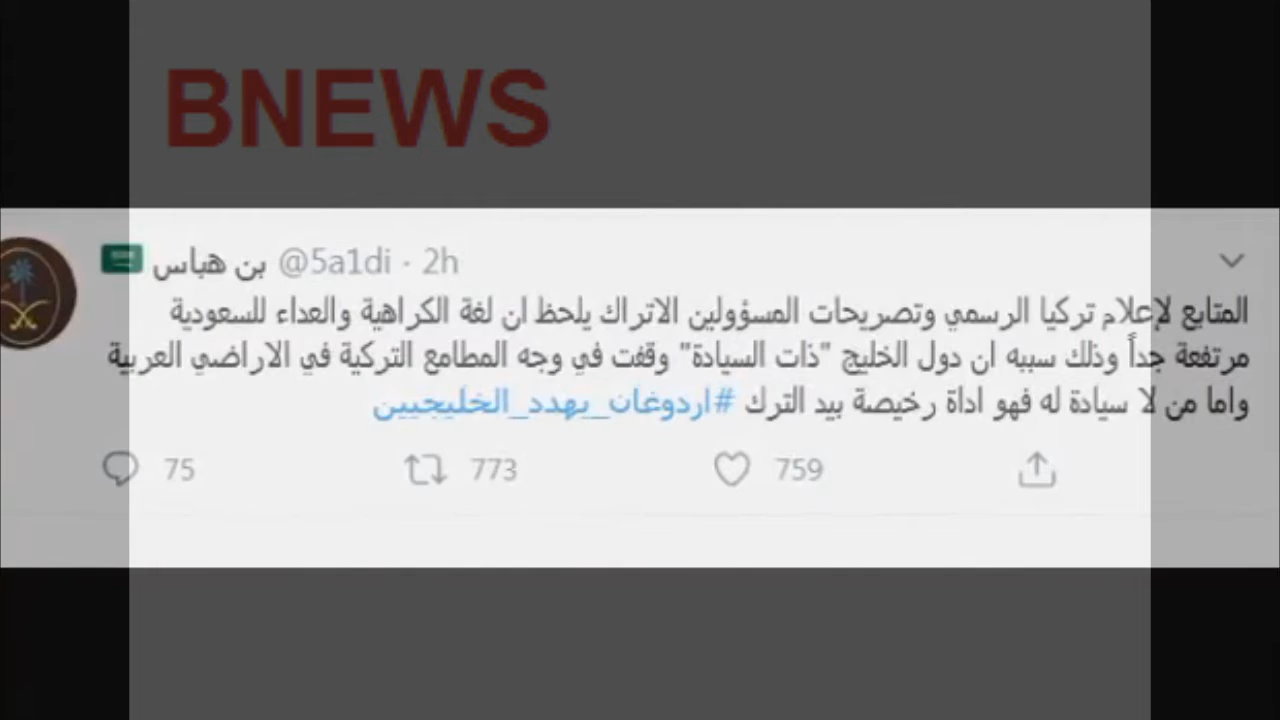 BNEWS
بن هباس @5a1di · 2h
المتابع لإعلام تركيا الرسمي وتصريحات المسؤولين الاتراك يلحظ ان لغة الكراهية والعداء للسعودية
مرتفعة جداً وذلك سببه ان دول الخليج "ذات السيادة" وقفت في وجه المطامع التركية في الاراضي العربية
واما من لا سيادة له فهو اداة رخيصة بيد الترك #اردوغان_يهدد_الخليجيين
75 773 759